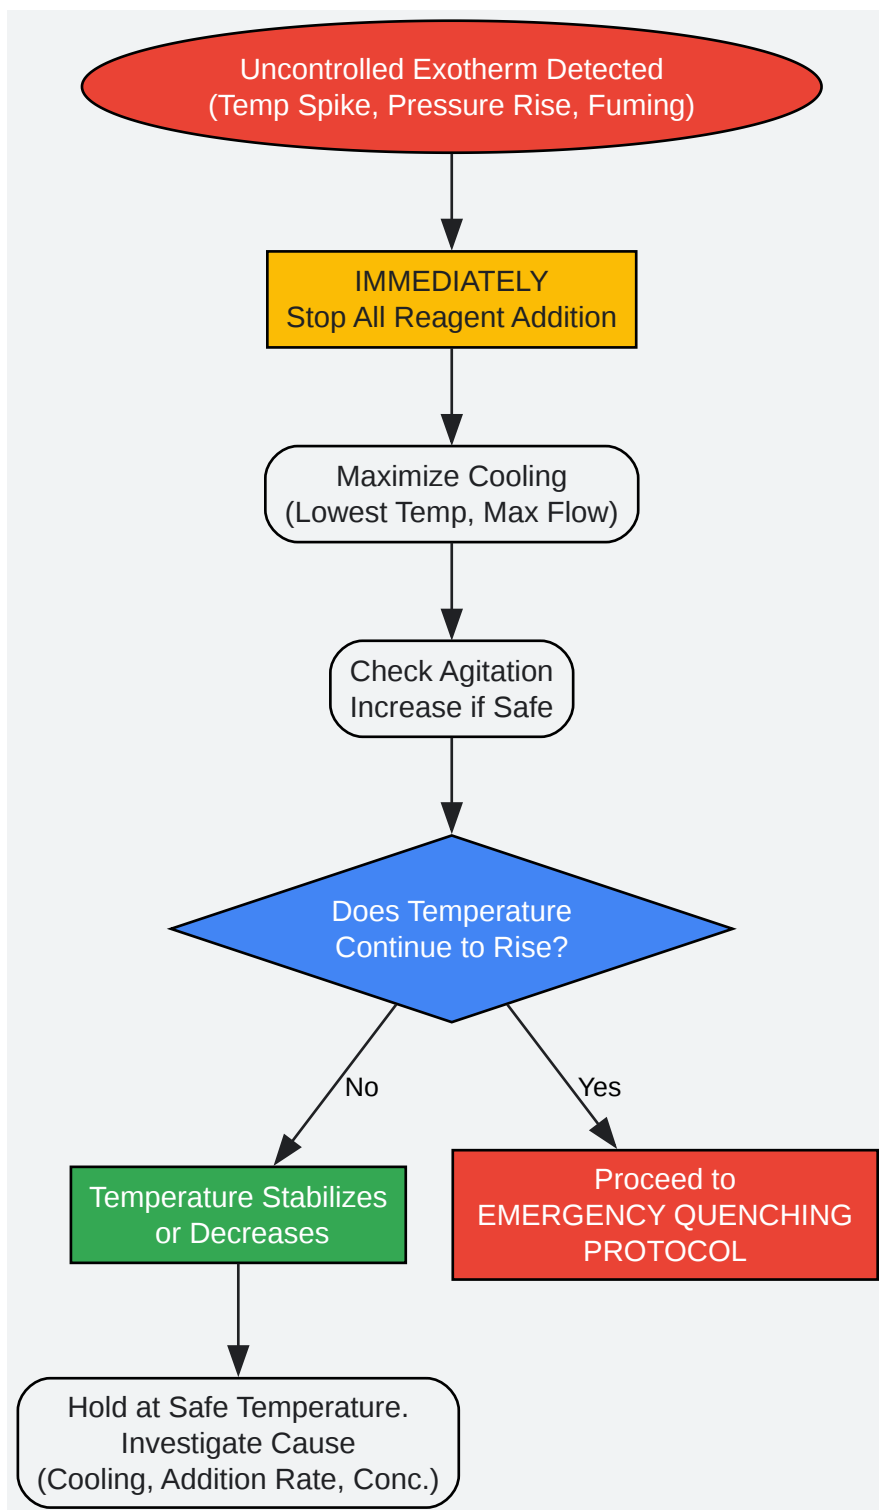 Uncontrolled Exotherm Detected
(Temp Spike, Pressure Rise, Fuming)
IMMEDIATELY
Stop All Reagent Addition
Maximize Cooling
(Lowest Temp, Max Flow)
Check Agitation
Increase if Safe
Does Temperature
Continue to Rise?
No
Yes
Temperature Stabilizes
or Decreases
Proceed to
EMERGENCY QUENCHING
PROTOCOL
Hold at Safe Temperature.
Investigate Cause
(Cooling, Addition Rate, Conc.)